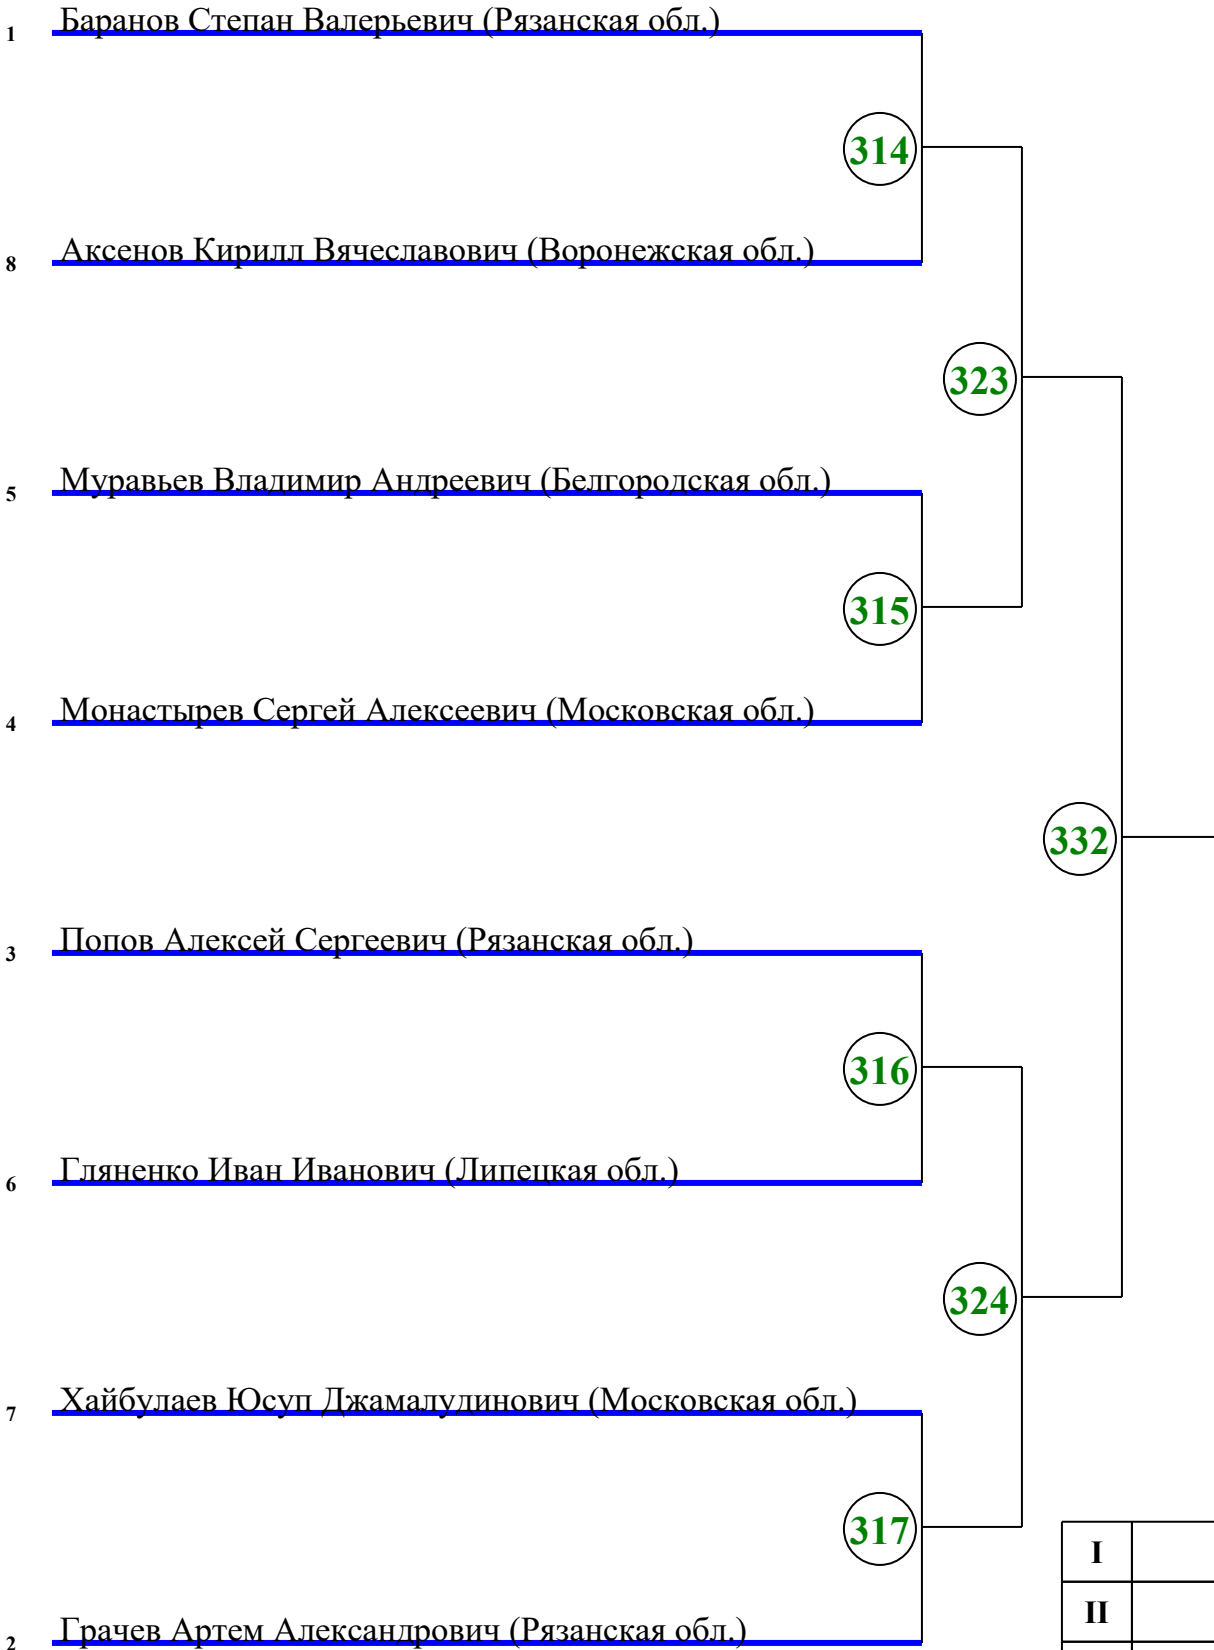 1 Баранов Степан Валерьевич (Рязанская обл.)
314
8 Аксенов Кирилл Вячеславович (Воронежская обл.)
323
5 Муравьев Владимир Андреевич (Белгородская обл.)
315
4 Монастырев Сергей Алексеевич (Московская обл.)
332
3 Попов Алексей Сергеевич (Рязанская обл.)
316
6 Гляненко Иван Иванович (Липецкая обл.)
324
7 Хайбулаев Юсуп Джамалудинович (Московская обл.)
317
I
II
2 Грачев Артем Александрович (Рязанская обл.)